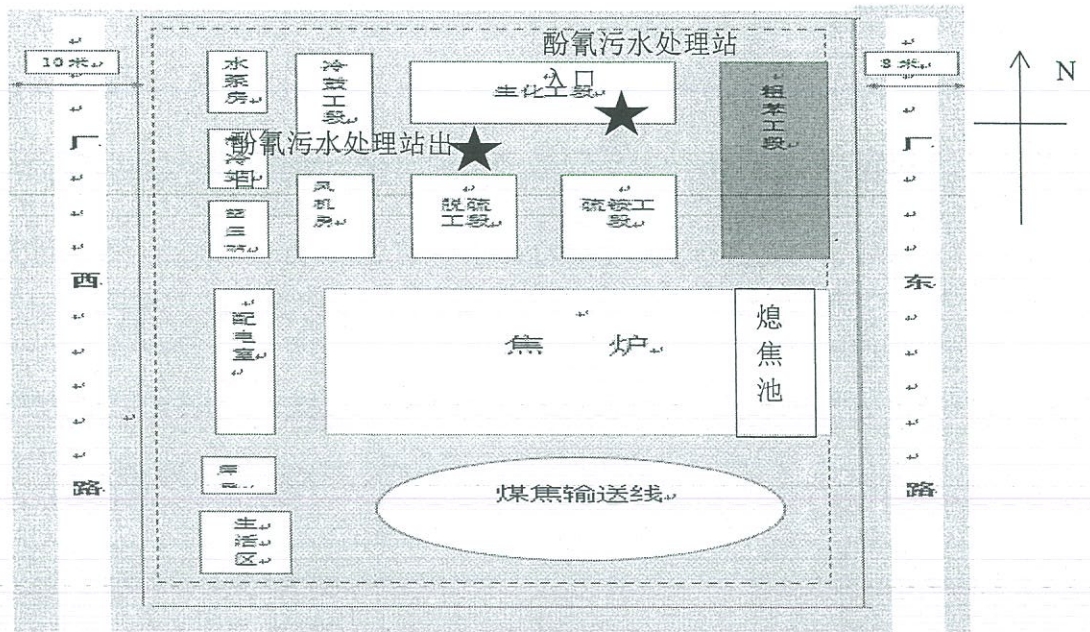 酚氰污水处理站
入口
10米
8米
N
水泵房
冷鼓工段
生化工段
粗苯工段
酚氰污水处理站出
口
风机房
脱硫工段
硫铵工段
厂西路
厂东路
配电室
焦 炉
熄焦池
煤焦输送线
生活区